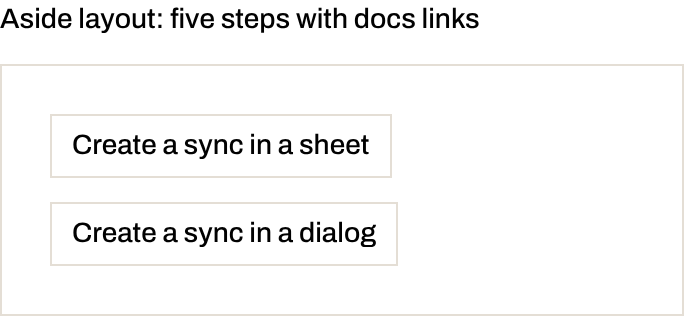 Aside layout: five steps with docs links
Create a sync in a sheet
Create a sync in a dialog